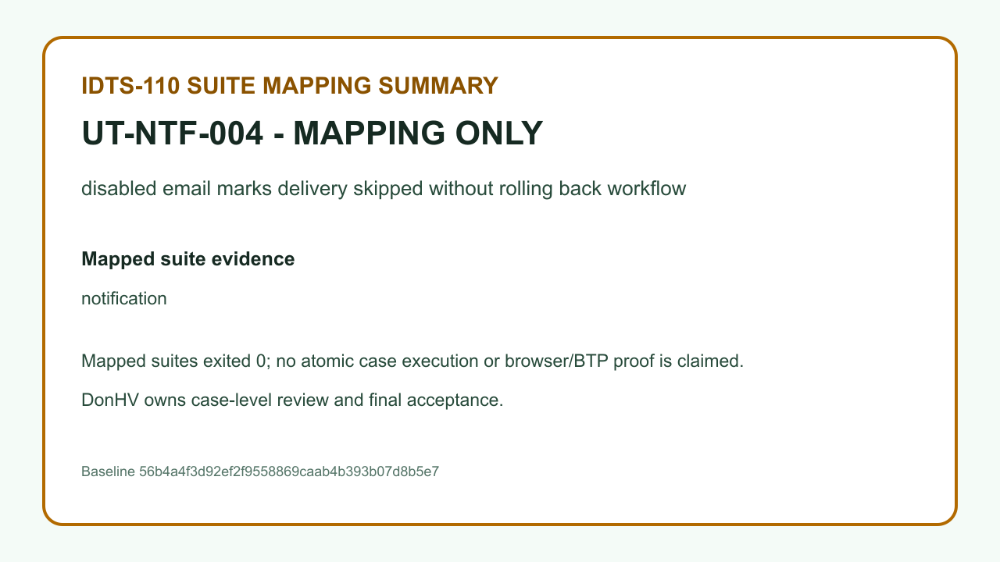 IDTS-110 SUITE MAPPING SUMMARY
UT-NTF-004 - MAPPING ONLY
disabled email marks delivery skipped without rolling back workflow
Mapped suite evidence
notification
Mapped suites exited 0; no atomic case execution or browser/BTP proof is claimed.
DonHV owns case-level review and final acceptance.
Baseline 56b4a4f3d92ef2f9558869caab4b393b07d8b5e7